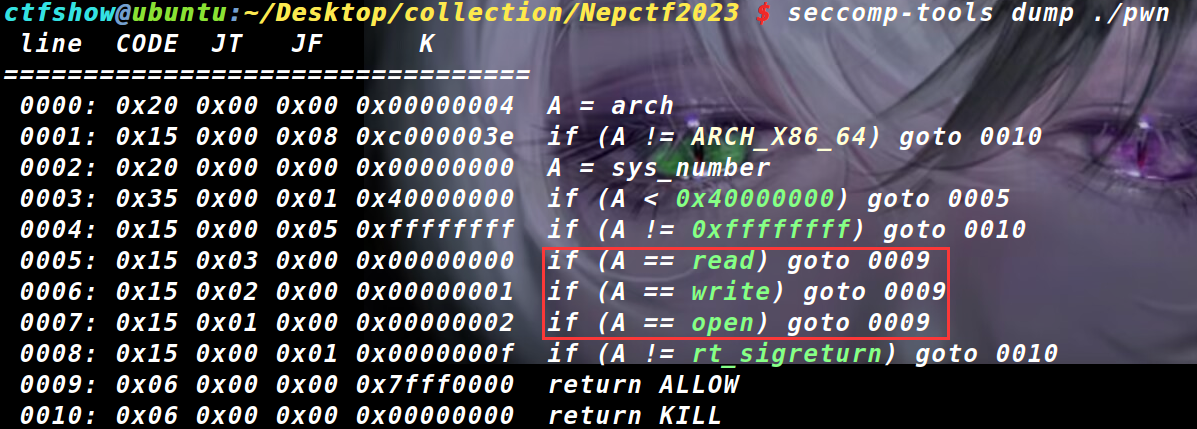 ctfshow@ubuntu:~/Desktop/collection/Nepctf2023 $ seccomp-tools dump ./pwn
line CODE JT JF K
=================================
0000: 0x20 0x00 0x00 0x00000004 A = arch
0001: 0x15 0x00 0x08 0xc000003e if (A != ARCH_X86_64) goto 0010
0002: 0x20 0x00 0x00 0x00000000 A = sys_number
0003: 0x35 0x00 0x01 0x40000000 if (A < 0x40000000) goto 0005
0004: 0x15 0x00 0x05 0xffffffff if (A != 0xffffffff) goto 0010
0005: 0x15 0x03 0x00 0x00000000 if (A == read) goto 0009
0006: 0x15 0x02 0x00 0x00000001 if (A == write) goto 0009
0007: 0x15 0x01 0x00 0x00000002 if (A == open) goto 0009
0008: 0x15 0x00 0x01 0x0000000f if (A != rt_sigreturn) goto 0010
0009: 0x06 0x00 0x00 0x7fff0000 return ALLOW
0010: 0x06 0x00 0x00 0x00000000 return KILL